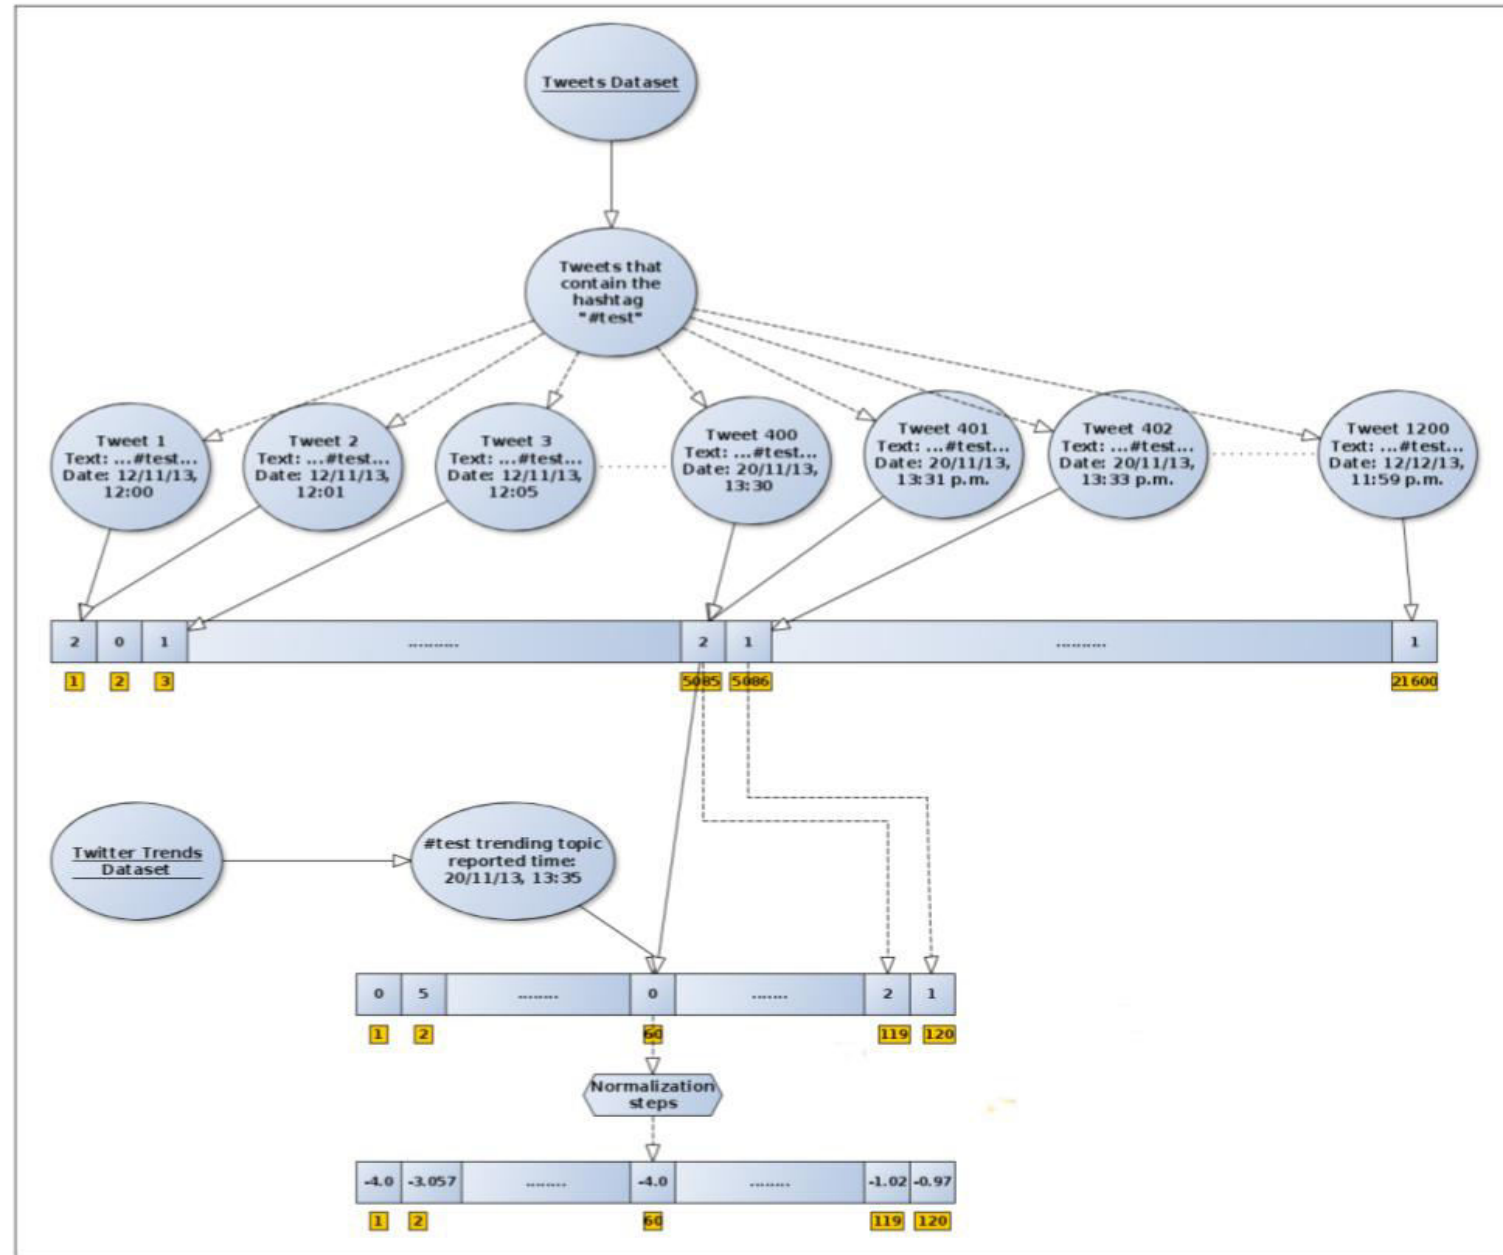 Tweets Dataset
Tweets that
contain the
hashtag
"#test"
Tweet 1
Text: ...#test...
Date: 12/11/13,
12:00
Tweet 2
Text: ...#test...
Date: 12/11/13,
12:01
Tweet 3
Text: ...#test...
Date: 12/11/13,
12:05
Tweet 400
Text: ...#test...
Date: 20/11/13,
13:30
Tweet 401
Text: ...#test...
Date: 20/11/13,
13:31 p.m.
Tweet 402
Text: ...#test...
Date: 20/11/13,
13:33 p.m.
Tweet 1200
Text: ...#test...
Date: 12/12/13,
11:59 p.m.
2 0 1 .......... 2 1 .......... 1
1 2 3 5085 5086 21600
Twitter Trends
Dataset
#test trending topic
reported time:
20/11/13, 13:35
0 5 ........ 0 ....... 2 1
1 2 60 119 120
Normalization
steps
-4.0 -3.057 ........ -4.0 ........ -1.02 -0.97
1 2 60 119 120